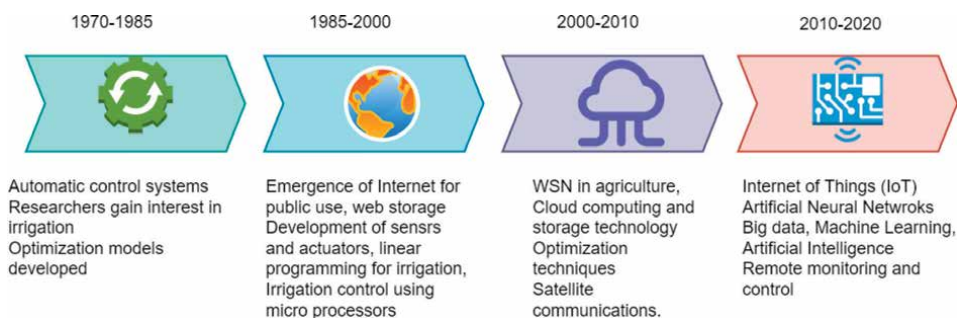 1970-1985
1985-2000
2000-2010
2010-2020
Automatic control systems
Researchers gain interest in
irrigation
Optimization models
developed
Emergence of Internet for
public use, web storage
Development of sensrs
and actuators, linear
programming for irrigation,
Irrigation control using
micro processors
WSN in agriculture,
Cloud computing and
storage technology
Optimization
techniques
Satellite
communications.
Internet of Things (IoT)
Artificial Neural Netwroks
Big data, Machine Learning,
Artificial Intelligence
Remote monitoring and
control